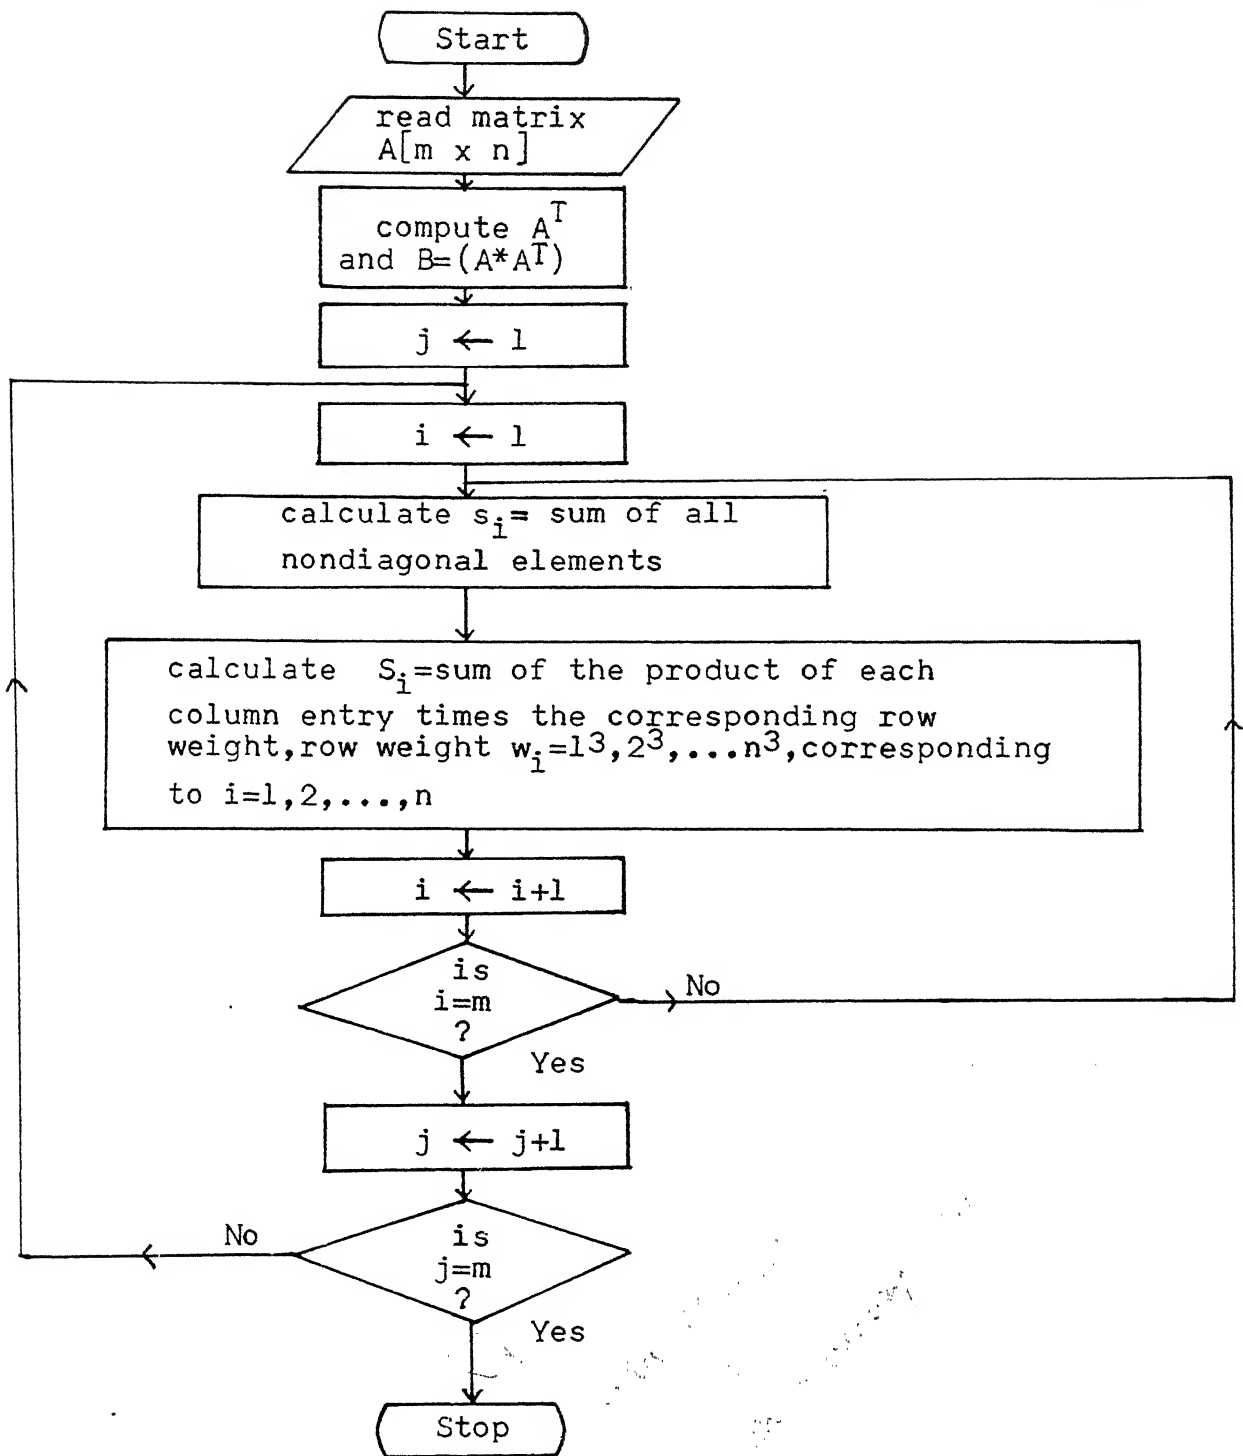 Start
read matrix
A[m x n]
compute A^T
and B=(A*A^T)
j ← 1
i ← 1
calculate s_i= sum of all
nondiagonal elements
calculate S_i=sum of the product of each
column entry times the corresponding row
weight,row weight w_i=1^3,2^3,...n^3,corresponding
to i=1,2,...,n
i ← i+1
is
i=m
?
No
Yes
j ← j+1
is
j=m
?
No
Yes
Stop